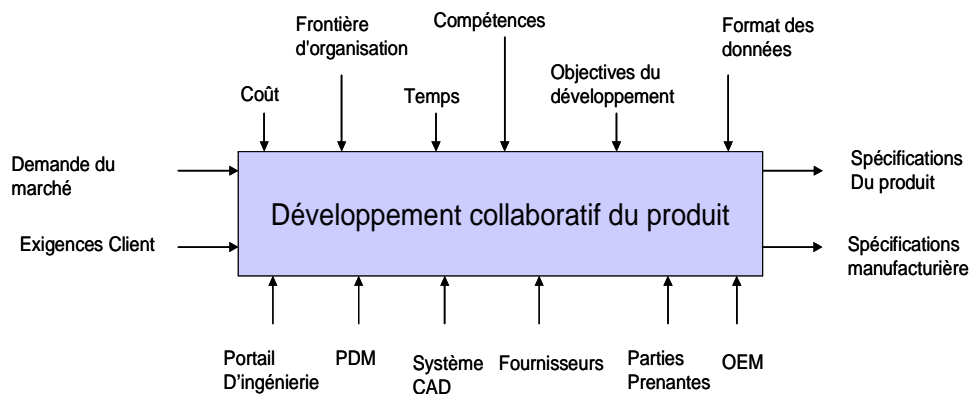 Frontière
d'organisation
Compétences
Format des
données
Coût
Temps
Objectives du
développement
Demande du
marché
Exigences Client
Développement collaboratif du produit
Spécifications
Du produit
Spécifications
manufacturière
Portail
D'ingénierie
PDM
Système
CAD
Fournisseurs
Parties
Prenantes
OEM